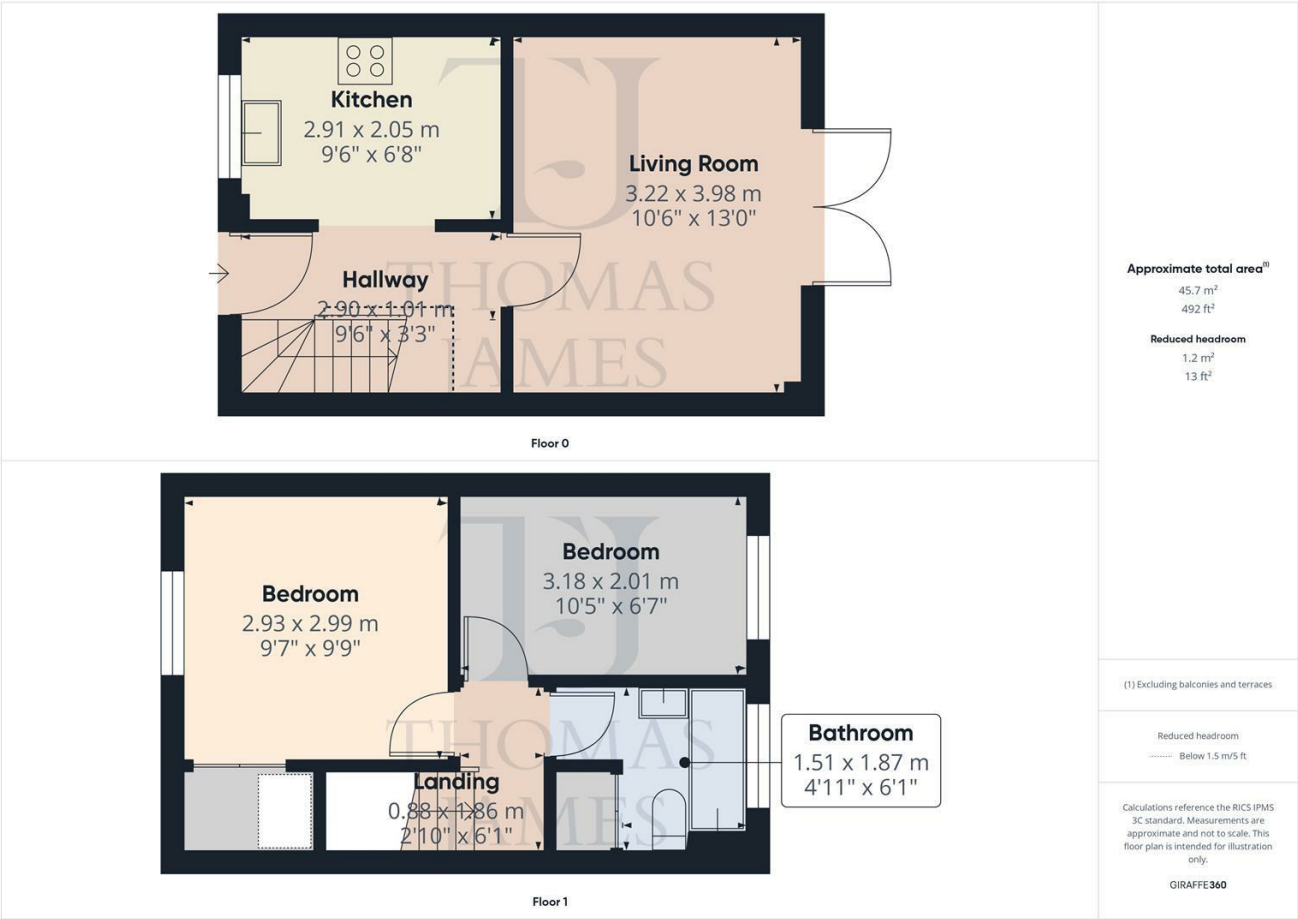 Kitchen
2.91 x 2.05 m
9'6" x 6'8"
Living Room
3.22 x 3.98 m
10'6" x 13'0"
Hallway
2.90 x 1.01 m
9'6" x 3'3"
TJ
THOMAS
JAMES
Floor 0
Bedroom
2.93 x 2.99 m
9'7" x 9'9"
Bedroom
3.18 x 2.01 m
10'5" x 6'7"
Bathroom
1.51 x 1.87 m
4'11" x 6'1"
Landing
0.88 x 1.86 m
2'10" x 6'1"
TJ
THOMAS
JAMES
Floor 1
Approximate total area⁽¹⁾
45.7 m²
492 ft²
Reduced headroom
1.2 m²
13 ft²
(1) Excluding balconies and terraces
Reduced headroom
Below 1.5 m/5 ft
Calculations reference the RICS IPMS
3C standard. Measurements are
approximate and not to scale. This
floor plan is intended for illustration
only.
GIRAFFE360